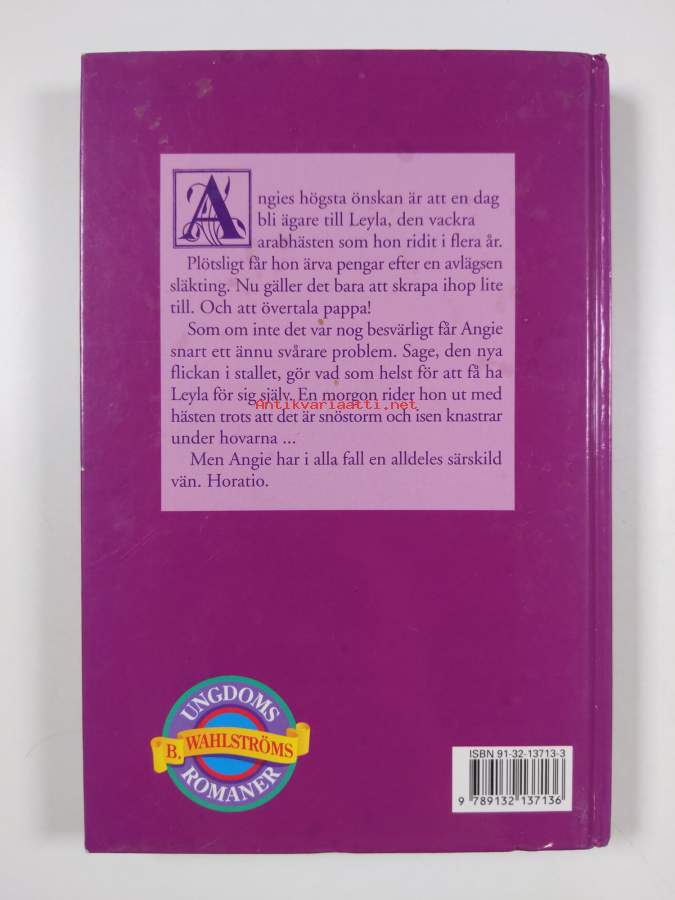 Angies högsta önskan är att en dag
bli ägare till Leyla, den vackra
arabhästen som hon ridit i flera år.
Plötsligt får hon ärva pengar efter en avlägsen
släkting. Nu gäller det bara att skrapa ihop lite
till. Och att övertala pappa!
Som om inte det var nog besvärligt får Angie
snart ett ännu svårare problem. Sage, den nya
flickan i stallet, gör vad som helst för att få ha
Leyla för sig själv. En morgon rider hon ut med
Antikvariaatti.net
hästen trots att det är snöstorm och isen knastrar
under hovarna ...
Men Angie har i alla fall en alldeles särskild
vän. Horatio.
UNGDOMS
B. WAHLSTRÖMS
ROMANER
ISBN 91-32-13713-3
9 789132 137136